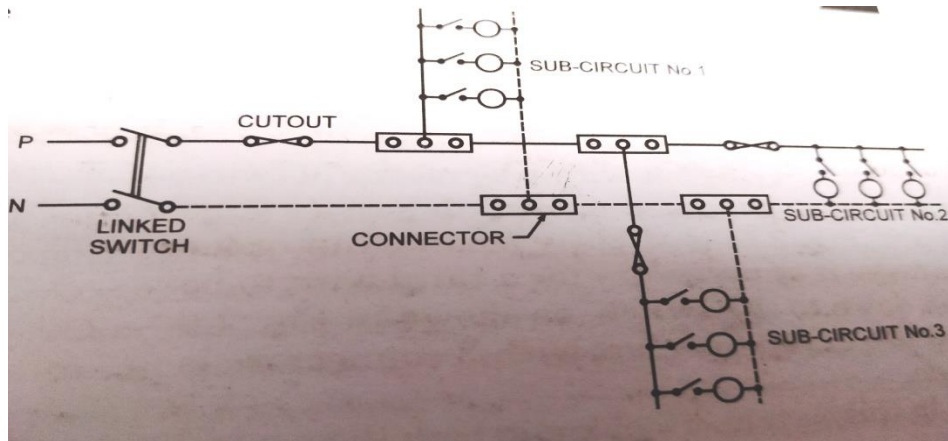 SUB-CIRCUIT No.1
CUTOUT
P
N
LINKED
SWITCH
CONNECTOR
SUB-CIRCUIT No.2
SUB-CIRCUIT No.3